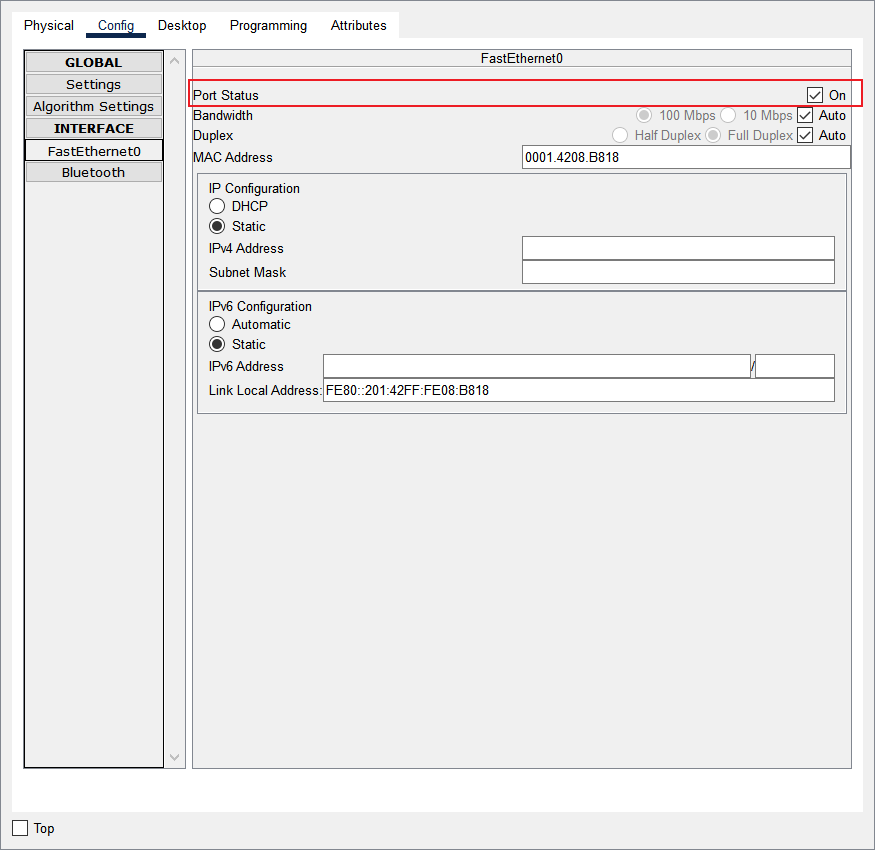 Physical Config Desktop Programming Attributes
GLOBAL
Settings
Algorithm Settings
INTERFACE
FastEthernet0
Bluetooth
FastEthernet0
Port Status On
Bandwidth 100 Mbps 10 Mbps Auto
Duplex Half Duplex Full Duplex Auto
MAC Address 0001.4208.B818
IP Configuration
DHCP
Static
IPv4 Address
Subnet Mask
IPv6 Configuration
Automatic
Static
IPv6 Address /
Link Local Address: FE80::201:42FF:FE08:B818
Top